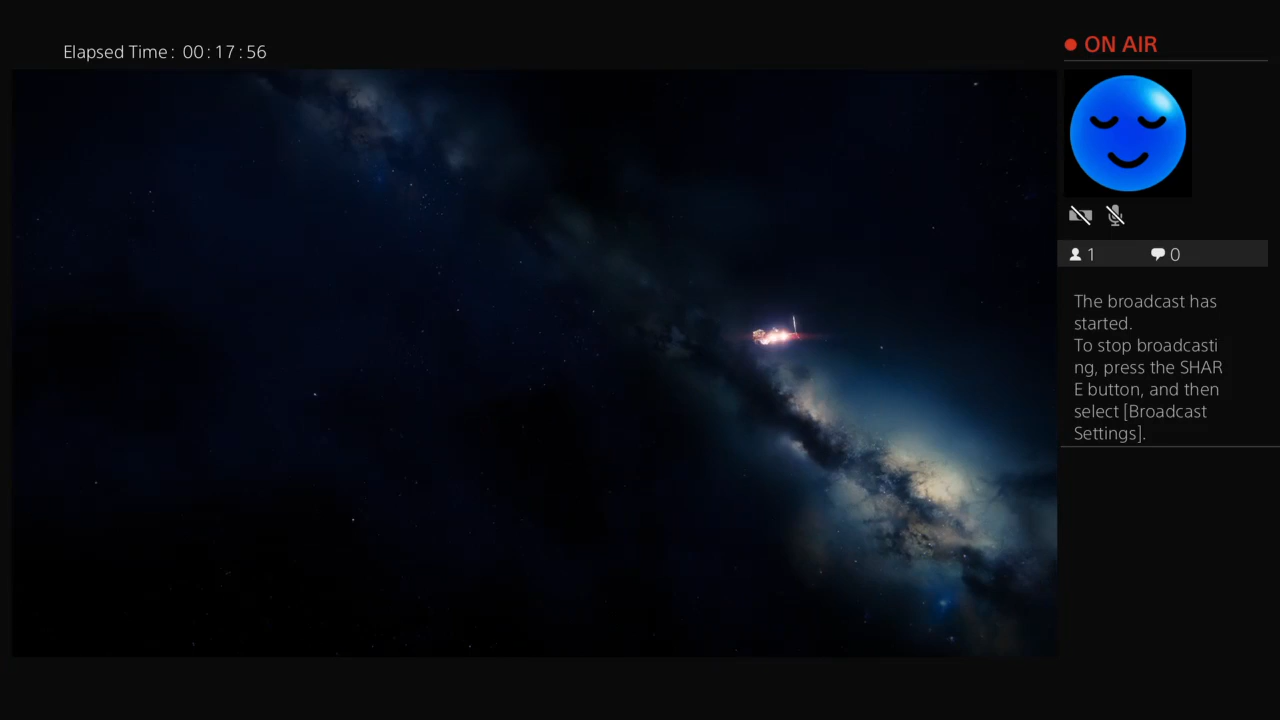 Elapsed Time: 00:17:56
ON AIR
1 0
The broadcast has
started.
To stop broadcasti
ng, press the SHAR
E button, and then
select [Broadcast
Settings].